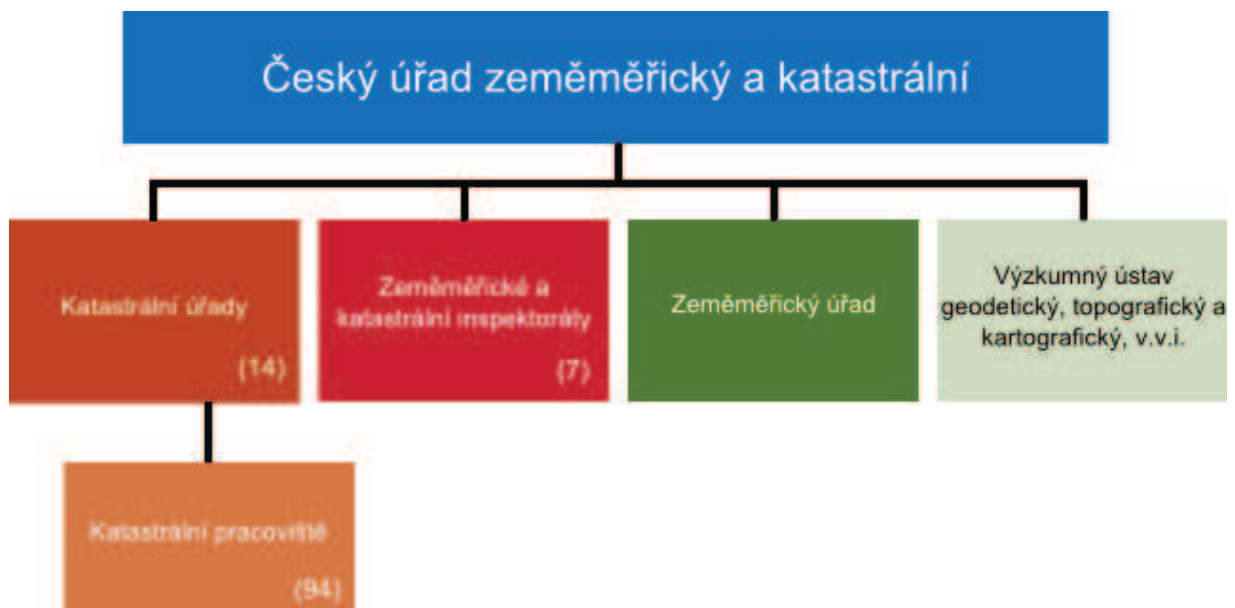 Český úřad zeměměřický a katastrální
Katastrální úřady
(14)
Zeměměřické a
katastrální inspektoráty
(7)
Zeměměřický úřad
Výzkumný ústav
geodetický, topografický a
kartografický, v.v.i.
Katastrální pracoviště
(94)